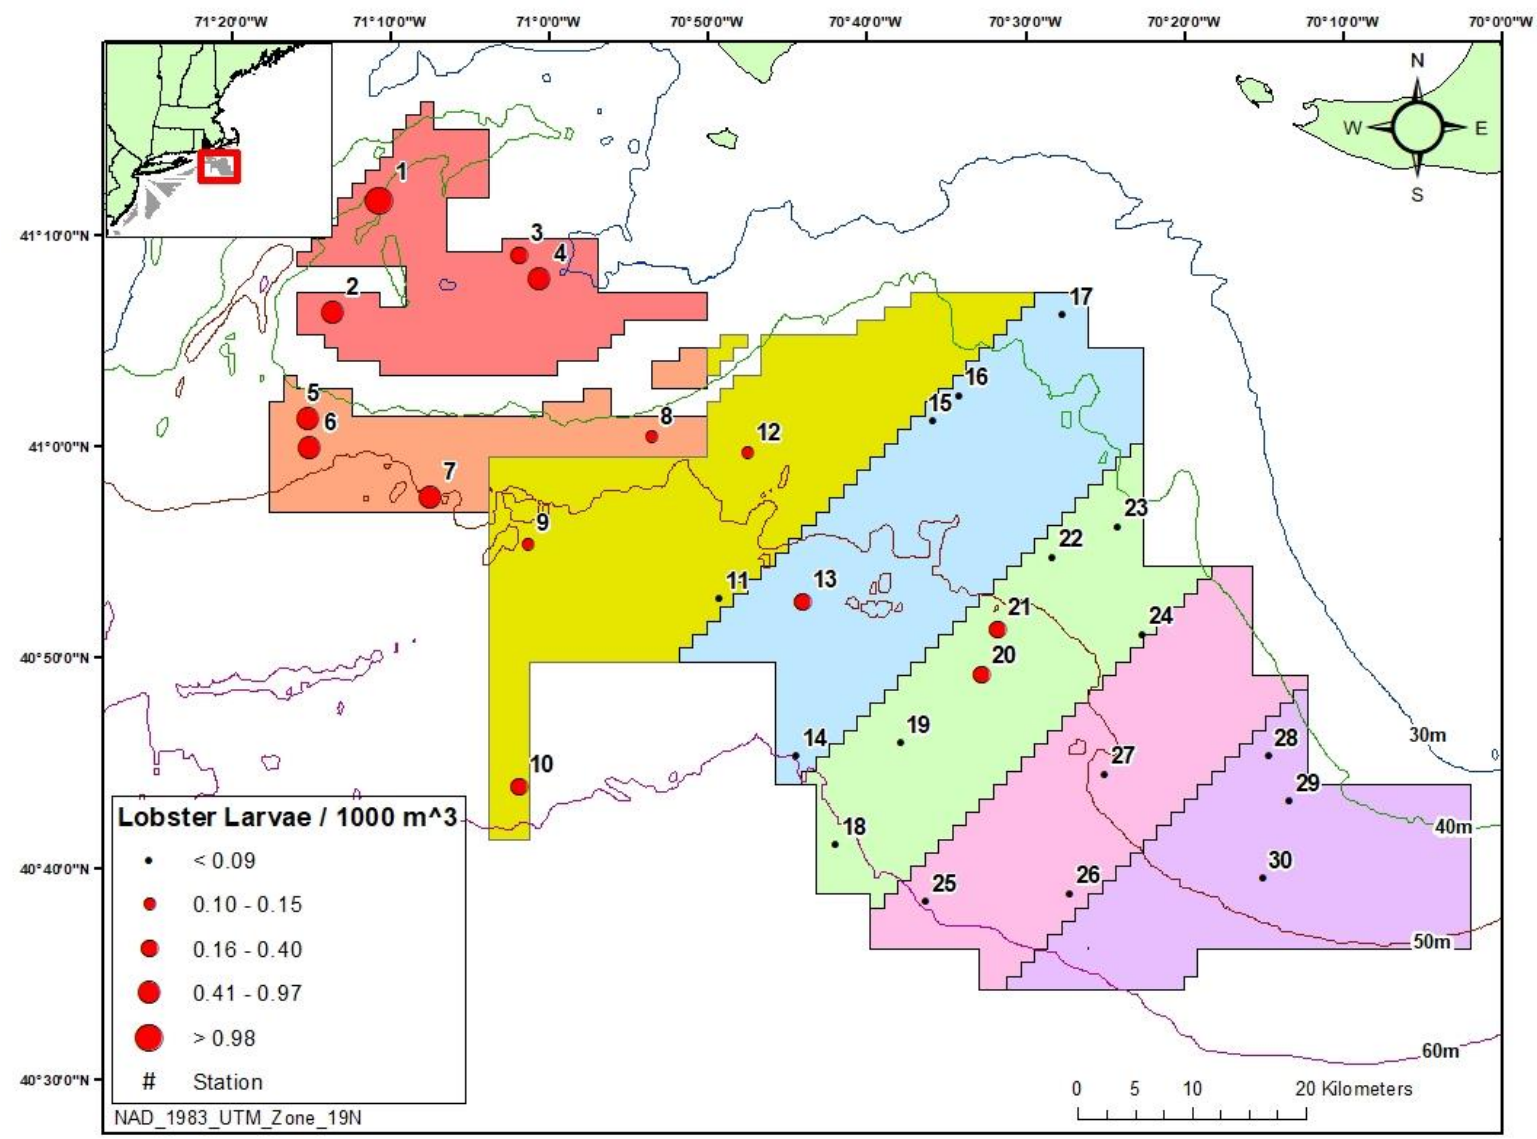 71°20'0"W 71°10'0"W 71°0'0"W 70°50'0"W 70°40'0"W 70°30'0"W 70°20'0"W 70°10'0"W 70°0'0"W
N
W E
S
1
41°10'0"N
3
4
2
17
16
5
15
8
6
41°0'0"N
12
7
23
9
22
11
13
21
24
20
40°50'0"N
19
30m
14
28
10
27
29
Lobster Larvae / 1000 m^3
40m
18
< 0.09
40°40'0"N
30
26
25
0.10 - 0.15
0.16 - 0.40
50m
0.41 - 0.97
> 0.98
60m
40°30'0"N
# Station
0 5 10 20 Kilometers
NAD_1983_UTM_Zone_19N